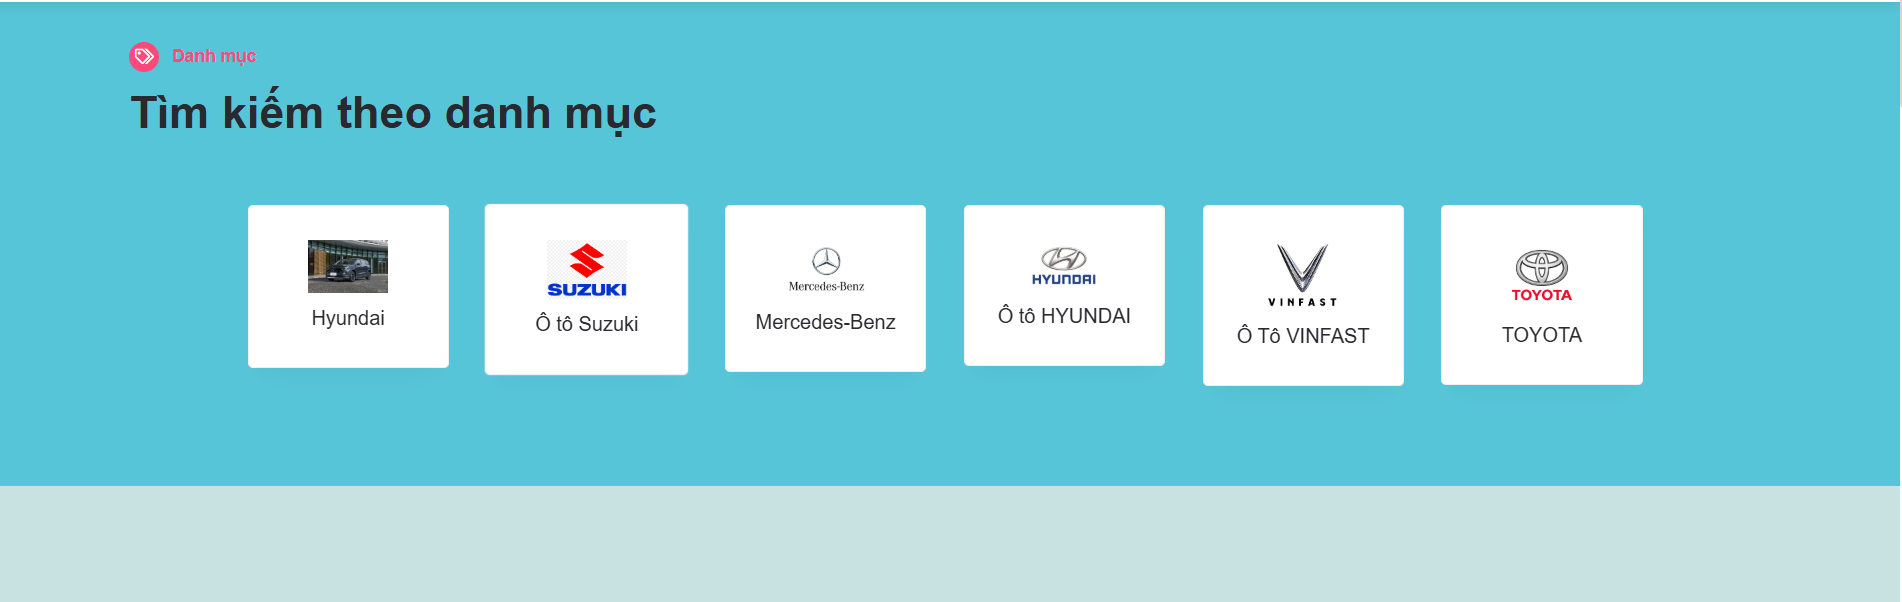 Danh mục
Tìm kiếm theo danh mục
Hyundai
SUZUKI
Ô tô Suzuki
Mercedes-Benz
Mercedes-Benz
HYUNDAI
Ô tô HYUNDAI
VINFAST
Ô Tô VINFAST
TOYOTA
TOYOTA